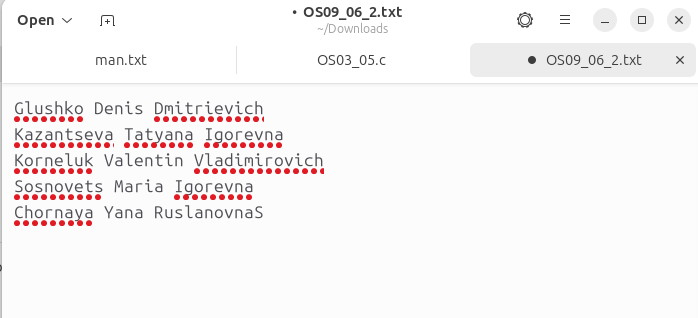 Open • OS09_06_2.txt
~/Downloads
man.txt OS03_05.c • OS09_06_2.txt
Glushko Denis Dmitrievich
Kazantseva Tatyana Igorevna
Korneluk Valentin Vladimirovich
Sosnovets Maria Igorevna
Chornaya Yana RuslanovnaS